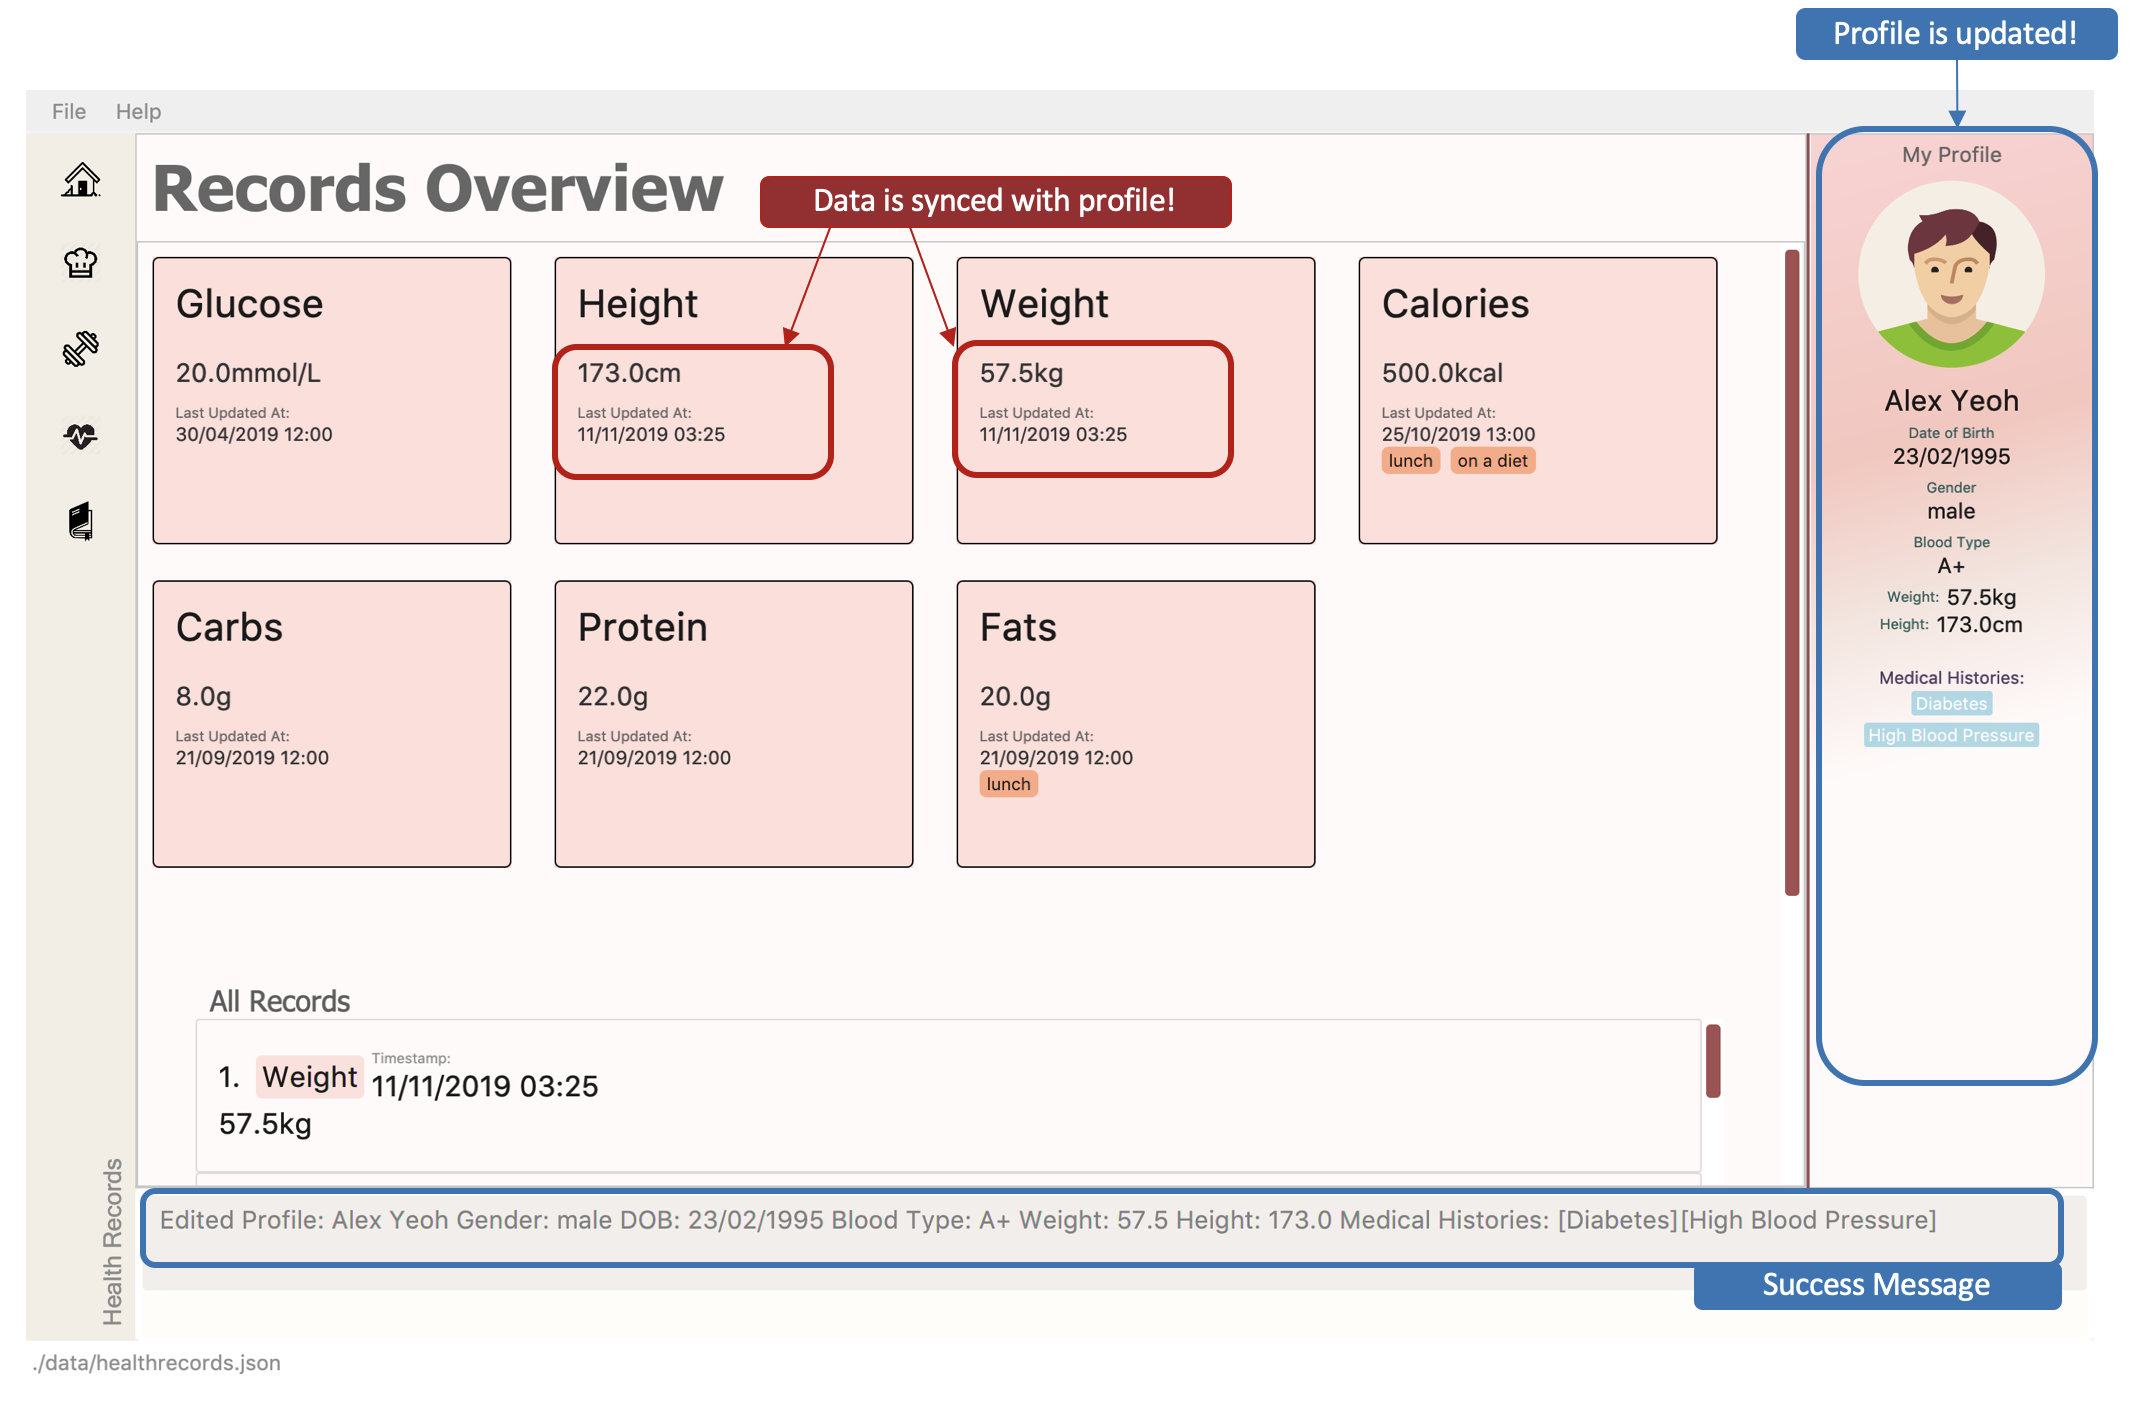 Profile is updated!
File Help
Records Overview
Data is synced with profile!
Glucose
20.0mmol/L
Last Updated At:
30/04/2019 12:00
Height
173.0cm
Last Updated At:
11/11/2019 03:25
Weight
57.5kg
Last Updated At:
11/11/2019 03:25
Calories
500.0kcal
Last Updated At:
25/10/2019 13:00
lunch on a diet
Carbs
8.0g
Last Updated At:
21/09/2019 12:00
Protein
22.0g
Last Updated At:
21/09/2019 12:00
Fats
20.0g
Last Updated At:
21/09/2019 12:00
lunch
All Records
1. Weight Timestamp:
11/11/2019 03:25
57.5kg
My Profile
Alex Yeoh
Date of Birth
23/02/1995
Gender
male
Blood Type
A+
Weight: 57.5kg
Height: 173.0cm
Medical Histories:
Diabetes
High Blood Pressure
Health Records
Edited Profile: Alex Yeoh Gender: male DOB: 23/02/1995 Blood Type: A+ Weight: 57.5 Height: 173.0 Medical Histories: [Diabetes][High Blood Pressure]
Success Message
./data/healthrecords.json